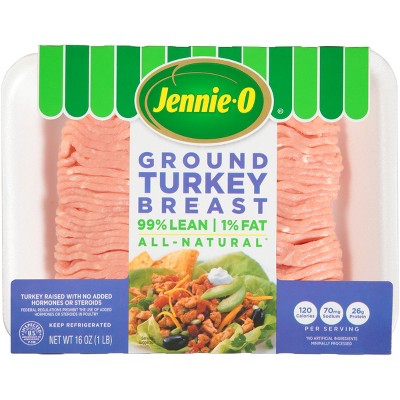 Jennie-O
®
GROUND
TURKEY
BREAST
99% LEAN | 1% FAT
ALL-NATURAL*
TURKEY RAISED WITH NO ADDED
HORMONES OR STEROIDS
FEDERAL REGULATIONS PROHIBIT THE USE OF ADDED
HORMONES OR STEROIDS IN POULTRY
KEEP REFRIGERATED
NET WT 16 OZ (1 LB)
120
Calories
70mg
Sodium
26g
Protein
PER SERVING
*NO ARTIFICIAL INGREDIENTS
MINIMALLY PROCESSED